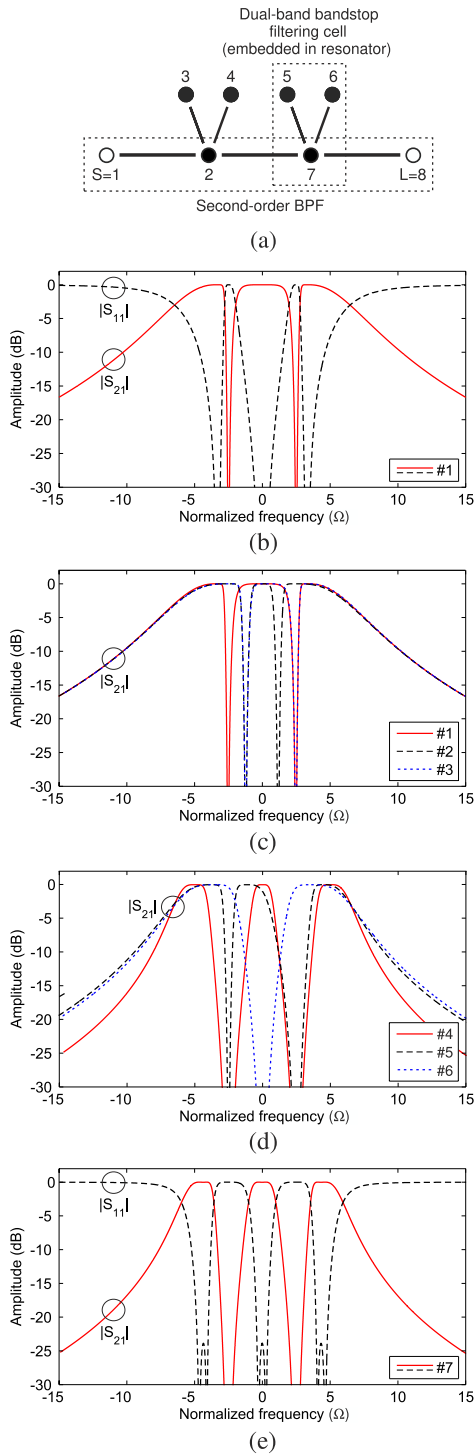 Dual-band bandstop
filtering cell
(embedded in resonator)
3 4 5 6
S=1 2 7 L=8
Second-order BPF
(a)
0
-5
-10
-15
-20
-25
-30
Amplitude (dB)
|S11|
|S21|
#1
-15 -10 -5 0 5 10 15
Normalized frequency (Ω)
(b)
0
-5
-10
-15
-20
-25
-30
Amplitude (dB)
|S21|
#1
#2
#3
-15 -10 -5 0 5 10 15
Normalized frequency (Ω)
(c)
0
-5
-10
-15
-20
-25
-30
Amplitude (dB)
|S21|
#4
#5
#6
-15 -10 -5 0 5 10 15
Normalized frequency (Ω)
(d)
0
-5
-10
-15
-20
-25
-30
Amplitude (dB)
|S11|
|S21|
#7
-15 -10 -5 0 5 10 15
Normalized frequency (Ω)
(e)